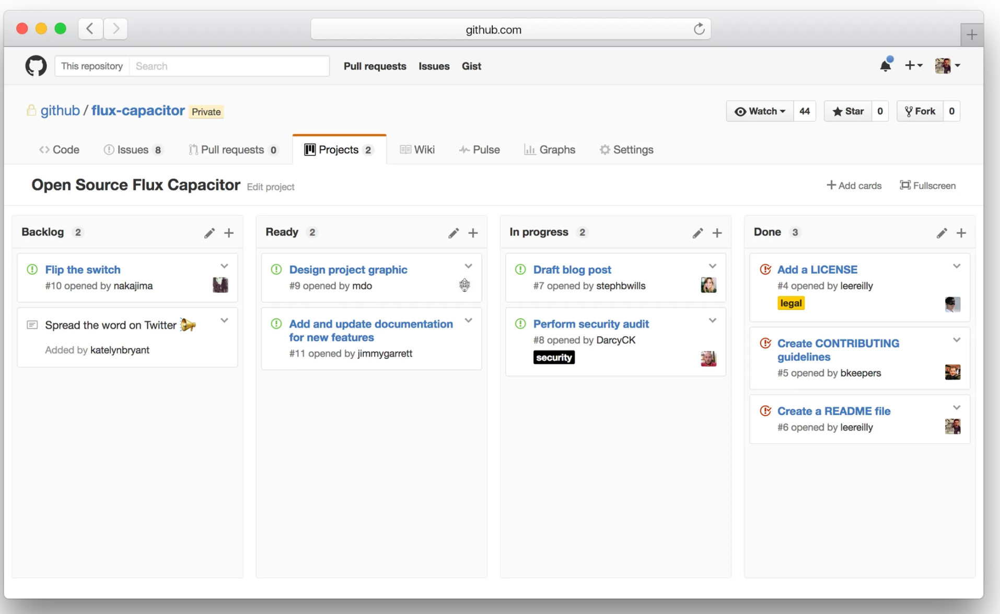 github.com
This repository Search Pull requests Issues Gist
github / flux-capacitor Private Watch 44 Star 0 Fork 0
Code Issues 8 Pull requests 0 Projects 2 Wiki Pulse Graphs Settings
Open Source Flux Capacitor Edit project Add cards Fullscreen
Backlog 2
Flip the switch
#10 opened by nakajima
Spread the word on Twitter
Added by katelynbryant
Ready 2
Design project graphic
#9 opened by mdo
Add and update documentation
for new features
#11 opened by jimmygarrett
In progress 2
Draft blog post
#7 opened by stephbwills
Perform security audit
#8 opened by DarcyCK
security
Done 3
Add a LICENSE
#4 opened by leereilly
legal
Create CONTRIBUTING
guidelines
#5 opened by bkeepers
Create a README file
#6 opened by leereilly